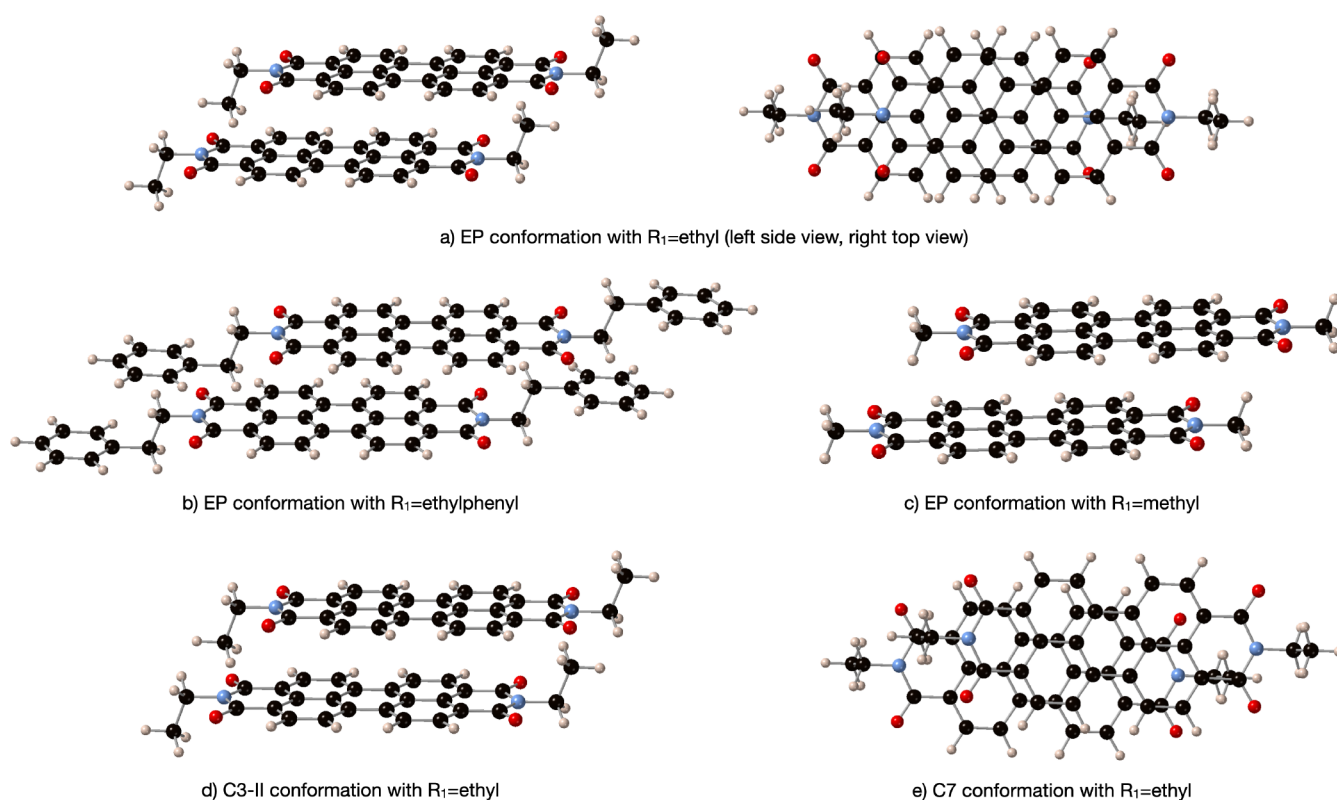 a) EP conformation with R₁=ethyl (left side view, right top view)
b) EP conformation with R₁=ethylphenyl
c) EP conformation with R₁=methyl
d) C3-II conformation with R₁=ethyl
e) C7 conformation with R₁=ethyl